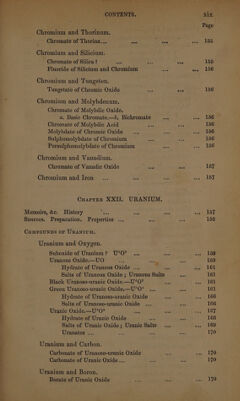 CONTENTS. xix
Page
Chromium and Thorinum.
Chromate of Thorina... ... ... ... 155
Chromium and Silicium.
Chromate of Silica? ... ... ... 155
Fluoride of Silicium and Chromium ... ... 156
Chromium and Tungsten.
Tungstate of Chromic Oxide ... ... 156
Chromium and Molybdenum.
Chromate of Molybdic Oxide.
a. Basic Chromate.—b, Bichromate ... ... 156
Chromate of Molybdic Acid ... ... ... 156
Molybdate of Chromic Oxide ... ... ... 156
Sulphomolybdate of Chromium ... ... 156
Persulphomolybdate of Chromium ... ... 156
Chromium and Vanadium.
Chromate of Vanadic Oxide ... ... ... 157
Chromium and Iron ... ... ... ... 157
CHAPTER XXII. URANIUM.
Memoirs, &c. History ... ... ... ... 157
Sources. Preparation. Properties ... ... ... ... 158
COMPOUNDS OF URANIUM.
Uranium and Oxygen.
Suboxide of Uranium? U⁴O³ ... ... ... 159
Uranous Oxide.—UO ... ... ... 159
Hydrate of Uranous Oxide ... ... ... 161
Salts of Uranous Oxide; Uranous Salts ... 161
Black Uranoso-uranic Oxide.—U⁴O⁵ ... ... 161
Green Uranoso-uranic Oxide.—U³O⁴ ... ... 161
Hydrate of Uranoso-uranic Oxide ... 166
Salts of Uranoso-uranic Oxide ... ... 166
Uranic Oxide.—U²O³ ... ... ... 167
Hydrate of Uranic Oxide ... ... 168
Salts of Uranic Oxide; Uranic Salts ... 169
Uranates ... ... ... ... 170
Uranium and Carbon.
Carbonate of Uranoso-uranic Oxide ... ... 170
Carbonate of Uranic Oxide ... ... ... 170
Uranium and Boron.
Borate of Uranic Oxide ... ... ... 170